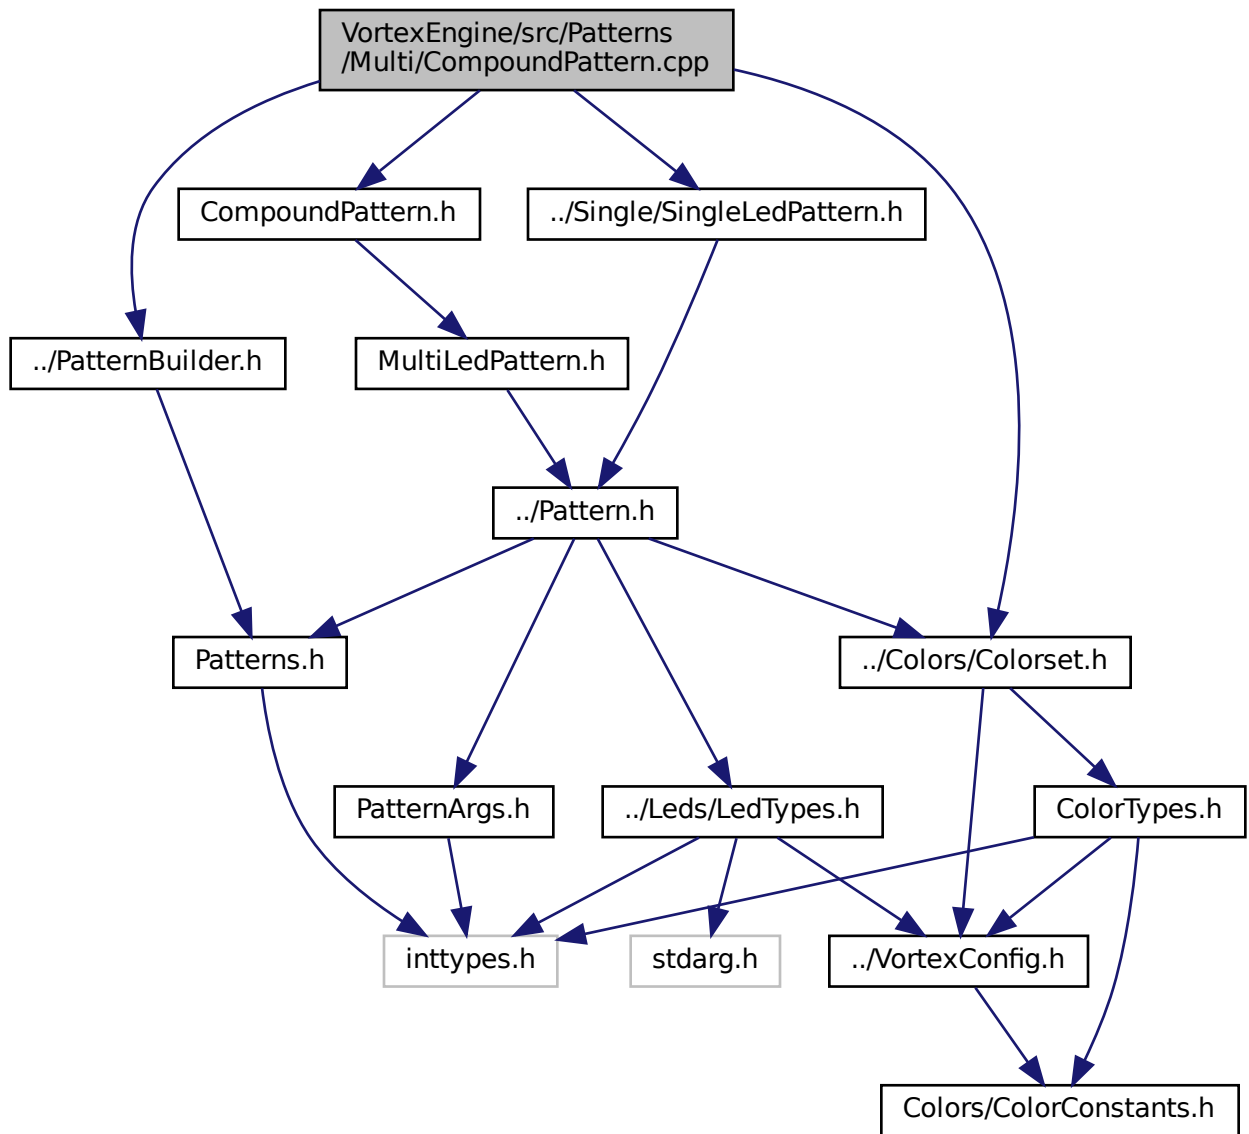 VortexEngine/src/Patterns
/Multi/CompoundPattern.cpp
CompoundPattern.h
../Single/SingleLedPattern.h
../PatternBuilder.h
MultiLedPattern.h
../Pattern.h
Patterns.h
../Colors/Colorset.h
PatternArgs.h
../Leds/LedTypes.h
ColorTypes.h
inttypes.h
stdarg.h
../VortexConfig.h
Colors/ColorConstants.h